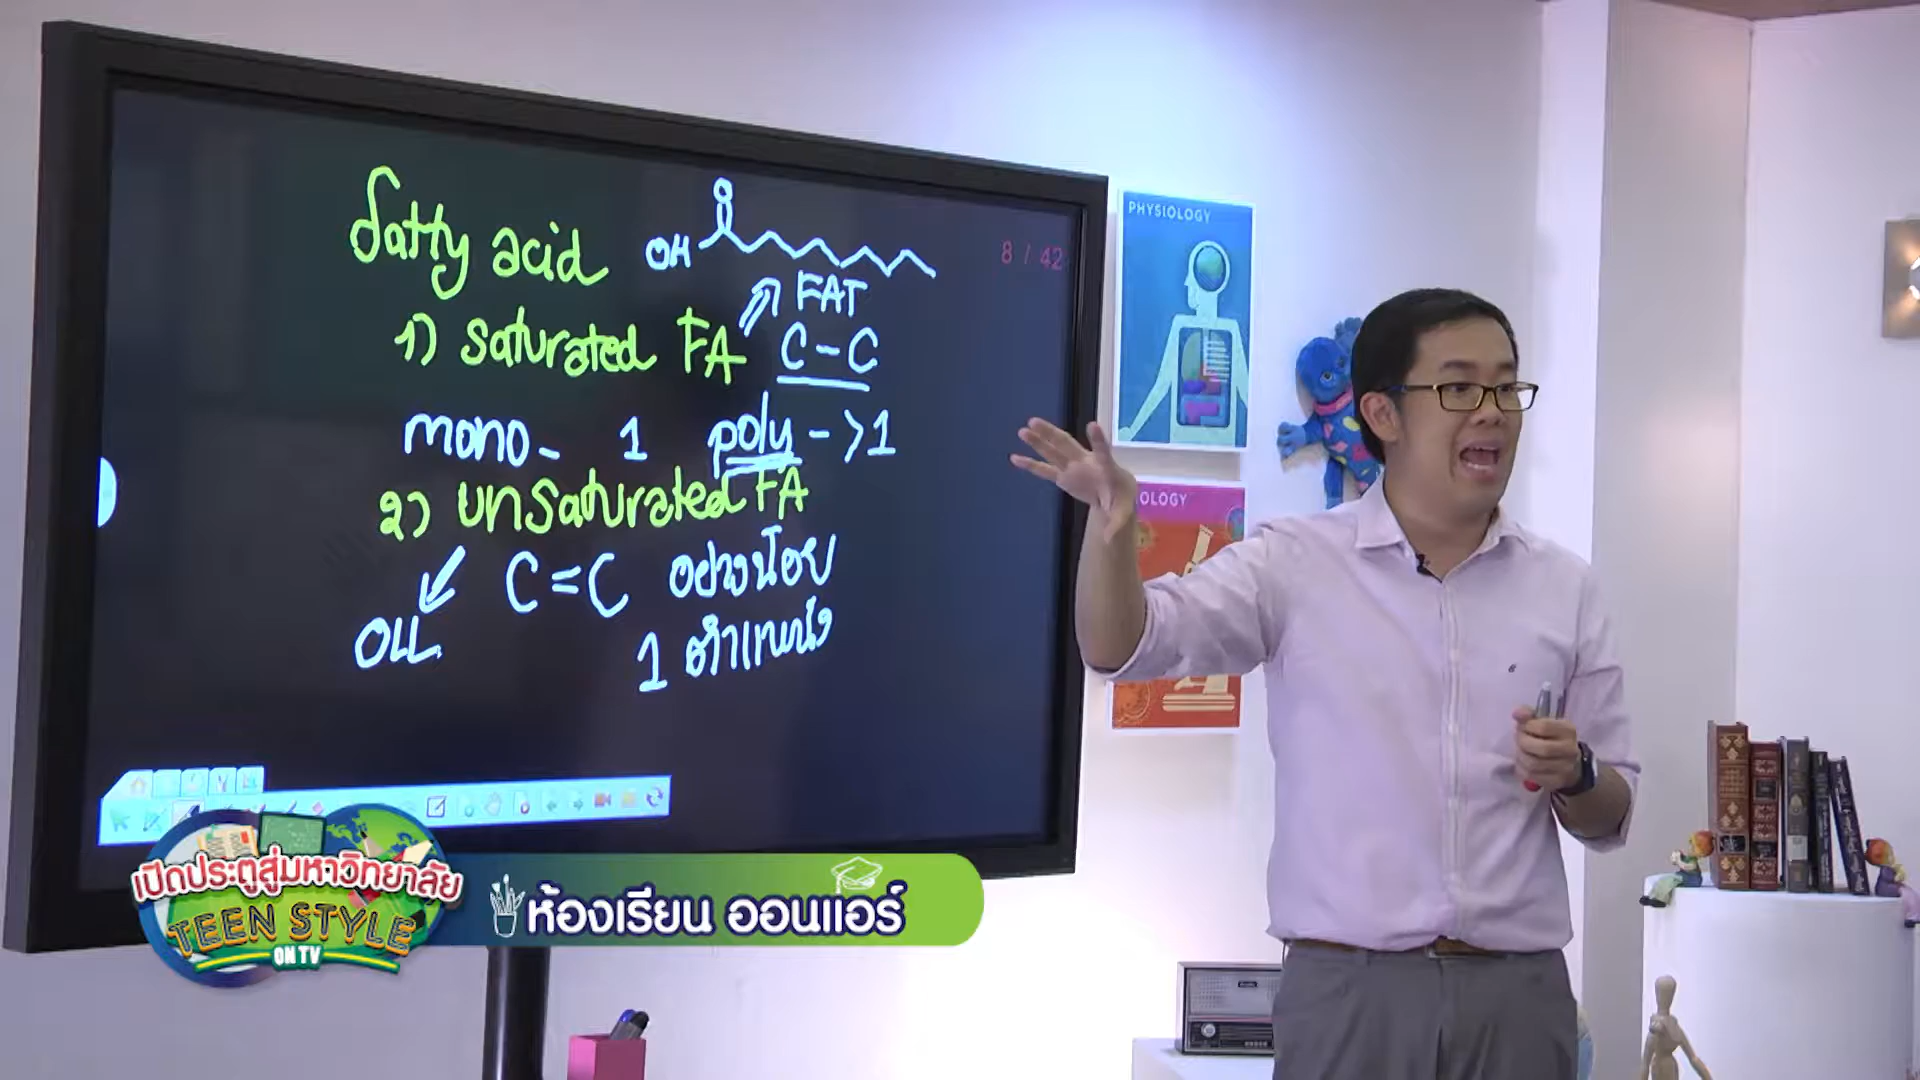 fatty acid
O
OH
8 / 42
FAT
1) saturated FA C-C
mono- 1 poly - >1
2) unsaturated FA
C=C อย่างน้อย
OIL
1 ตำแหน่ง
PHYSIOLOGY
OLOGY
เปิดประตูสู่มหาวิทยาลัย
TEEN STYLE
ON TV
ห้องเรียน ออนแอร์